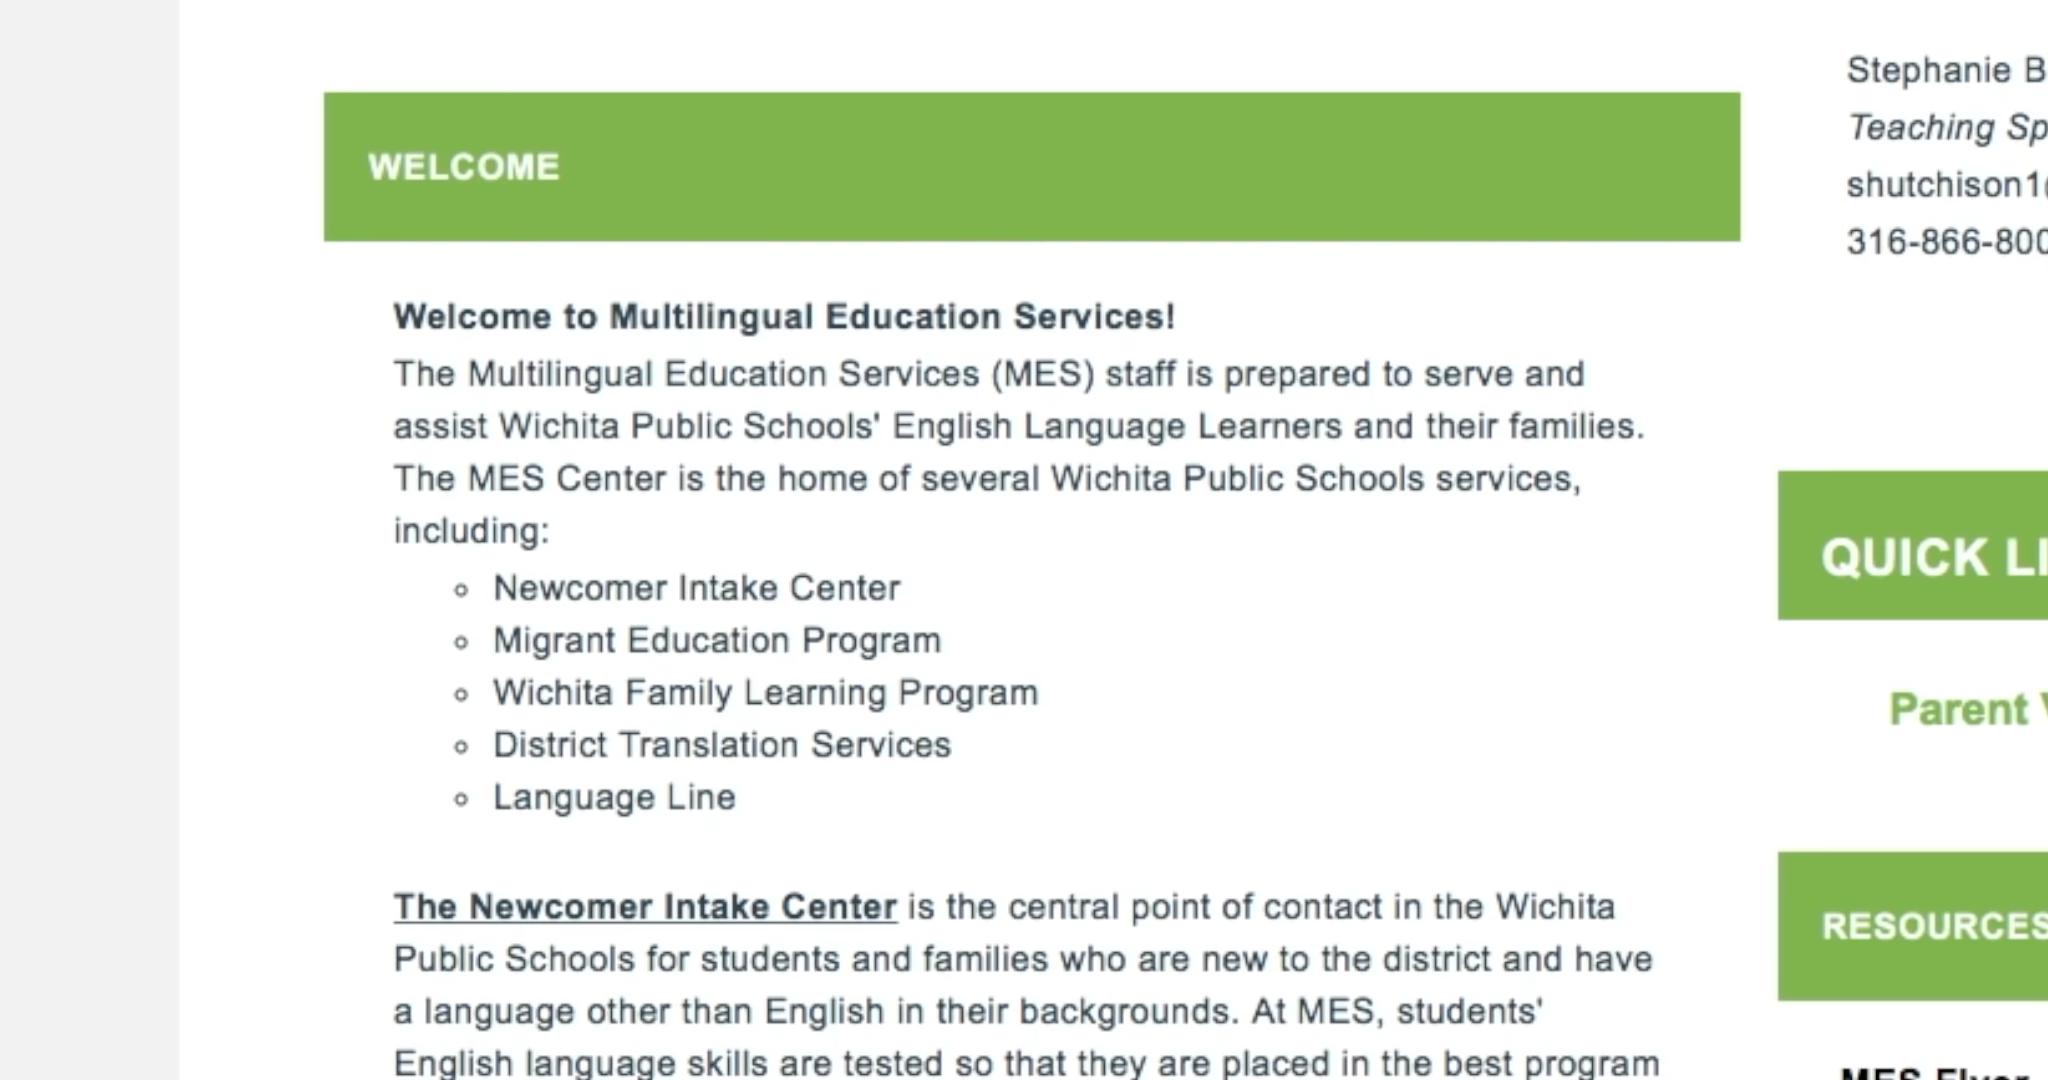 WELCOME
Welcome to Multilingual Education Services!
The Multilingual Education Services (MES) staff is prepared to serve and
assist Wichita Public Schools' English Language Learners and their families.
The MES Center is the home of several Wichita Public Schools services,
including:
Newcomer Intake Center
Migrant Education Program
Wichita Family Learning Program
District Translation Services
Language Line
The Newcomer Intake Center is the central point of contact in the Wichita
Public Schools for students and families who are new to the district and have
a language other than English in their backgrounds. At MES, students'
English language skills are tested so that they are placed in the best program
Stephanie B
Teaching Sp
shutchison1
316-866-800
QUICK LI
Parent
RESOURCES
MES Flyer